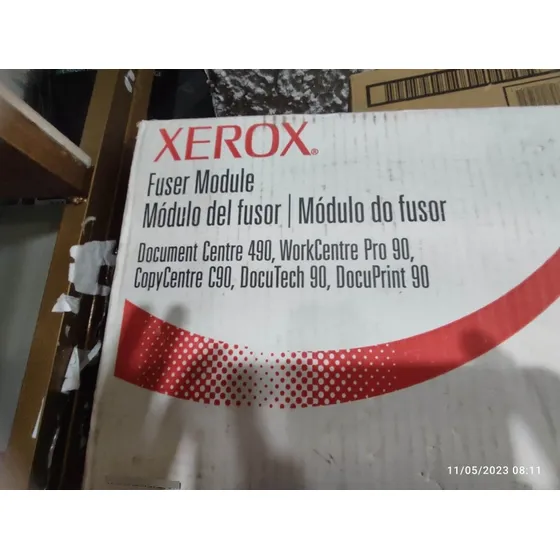 XEROX®
Fuser Module
Módulo del fusor | Módulo do fusor
Document Centre 490, WorkCentre Pro 90,
CopyCentre C90, DocuTech 90, DocuPrint 90
11/05/2023 08:11